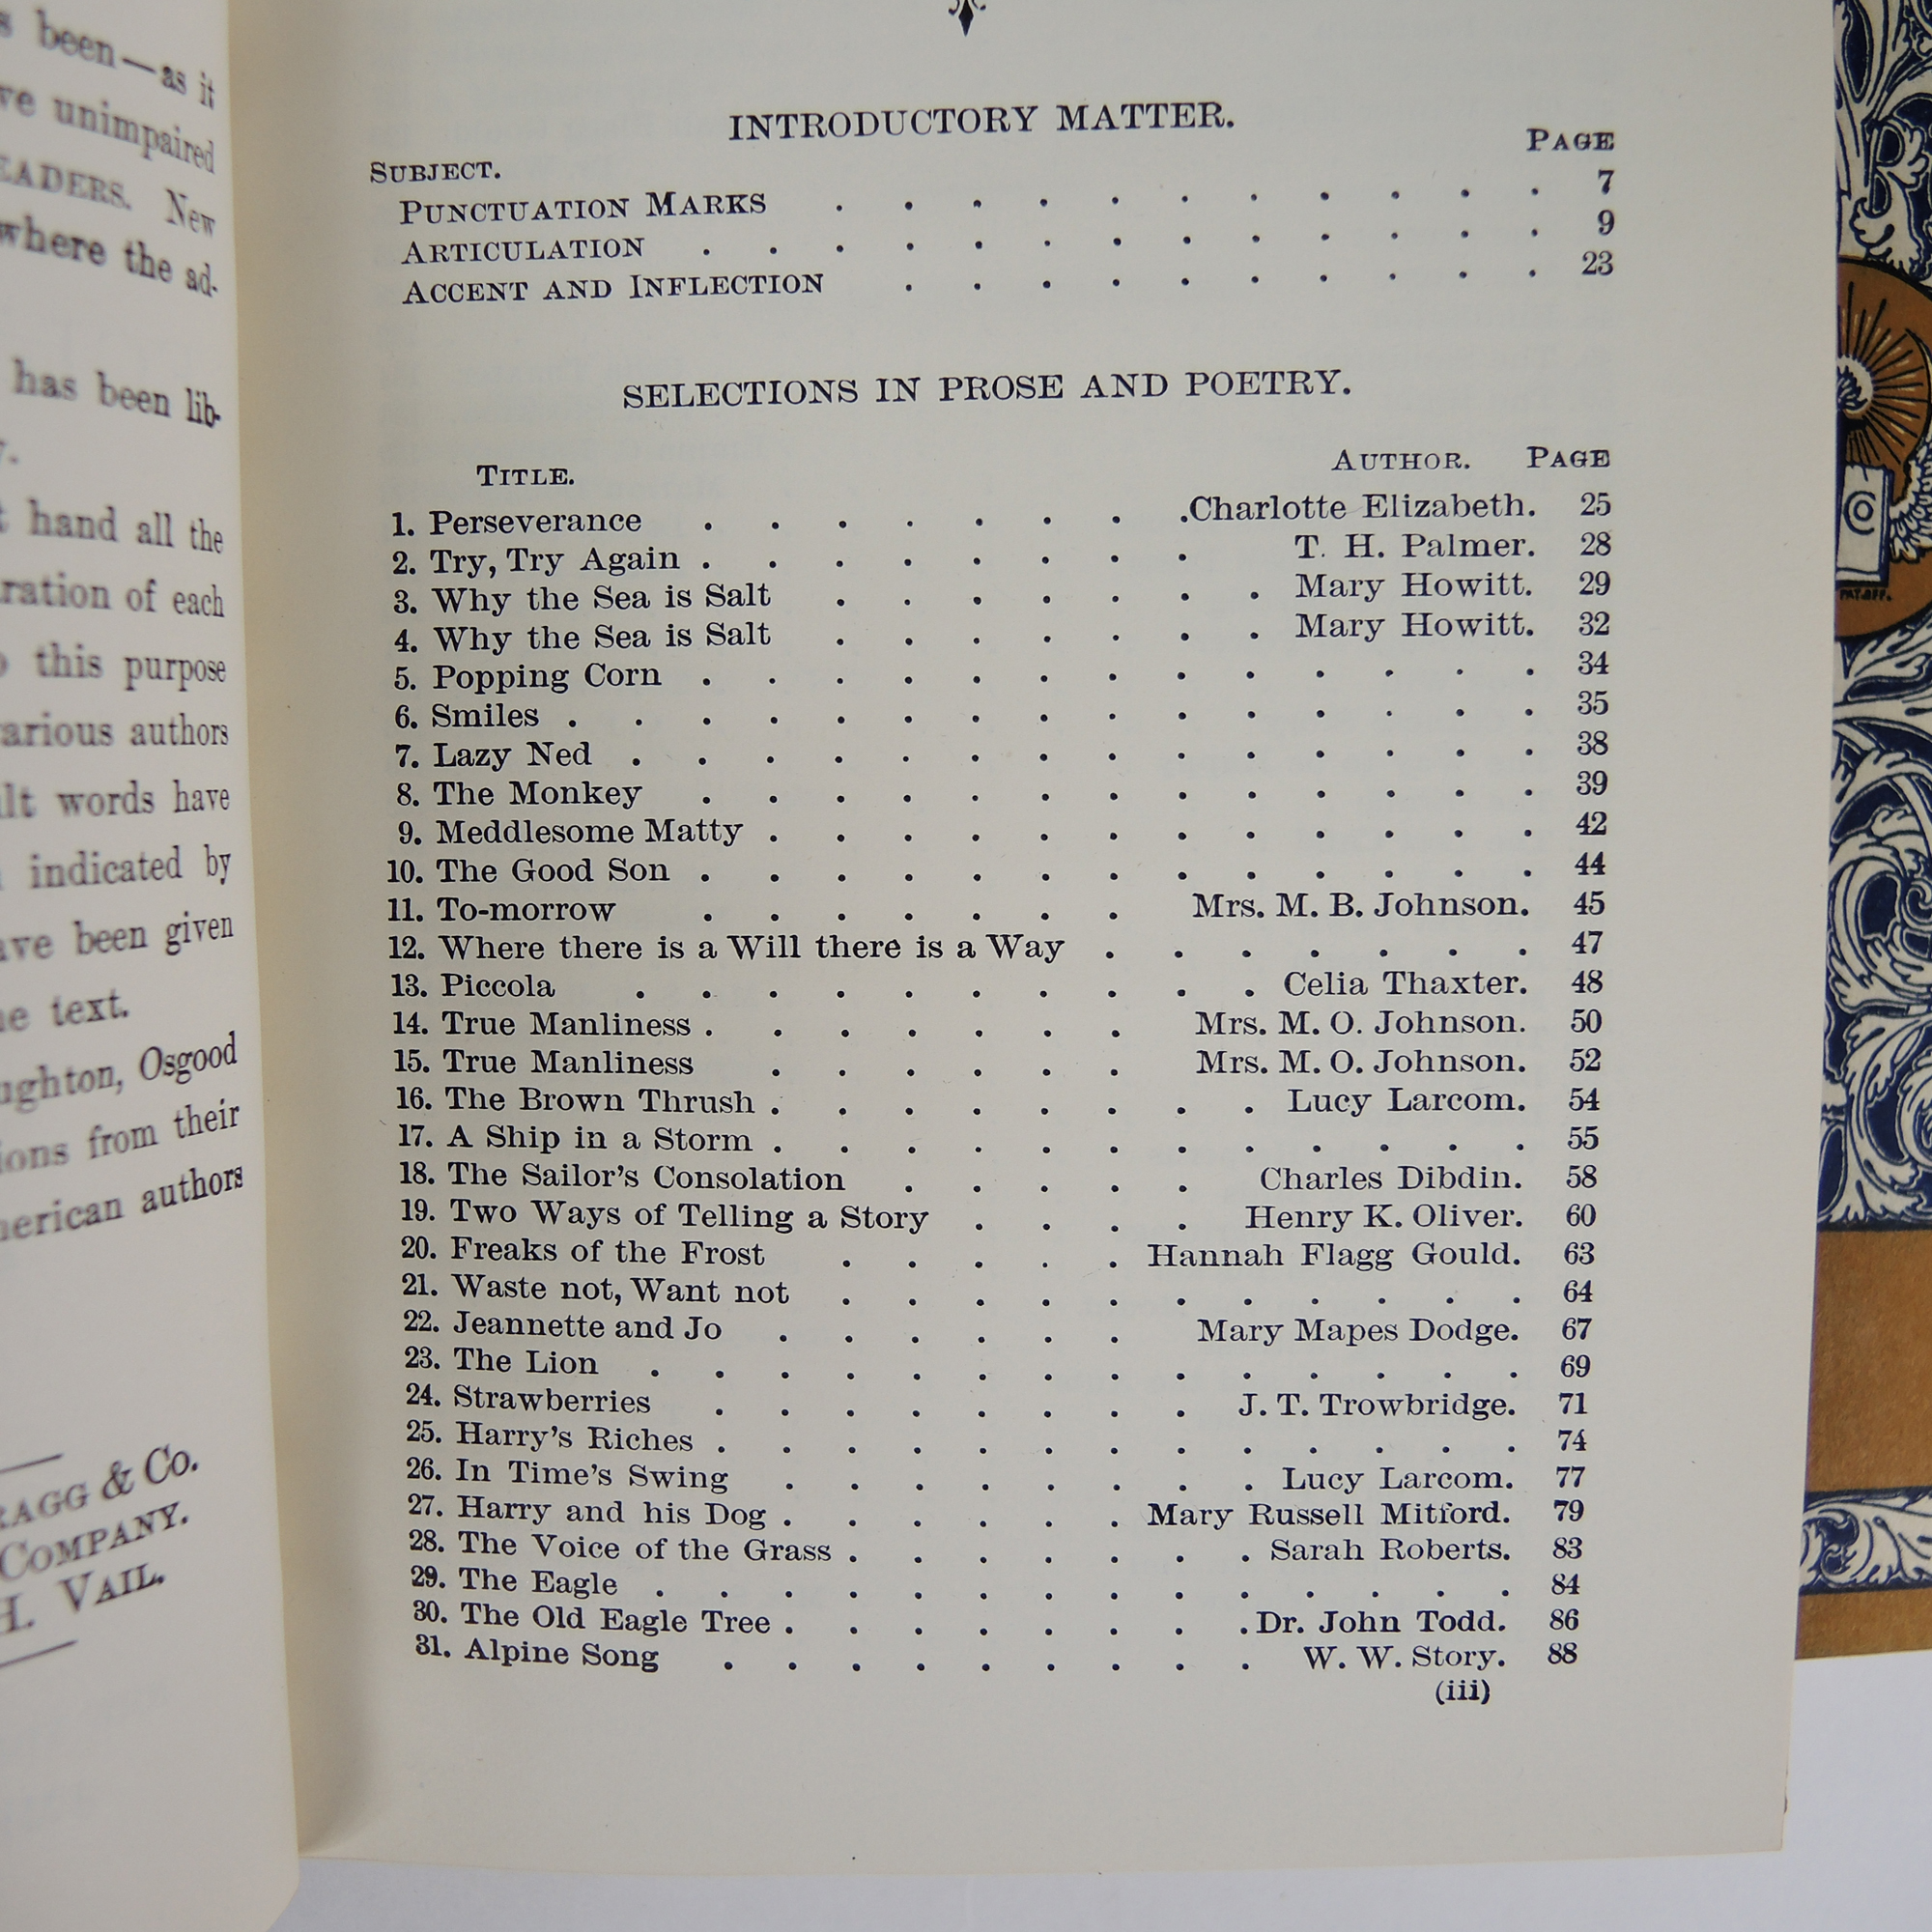 been—as it
unimpaired
New
where the ad-
has been lib-
hand all the
of each
this purpose
authors
words have
indicated by
been given
text.
Osgood
from their
authors
& Co.
COMPANY.
H. VAIL.
INTRODUCTORY MATTER.
SUBJECT. PAGE
PUNCTUATION MARKS . . . . . . . . . . . 7
ARTICULATION . . . . . . . . . . . . . 9
ACCENT AND INFLECTION . . . . . . . . . . 23
SELECTIONS IN PROSE AND POETRY.
TITLE. AUTHOR. PAGE
1. Perseverance . . . . . . . .Charlotte Elizabeth. 25
2. Try, Try Again . . . . . . . . T. H. Palmer. 28
3. Why the Sea is Salt . . . . . . . Mary Howitt. 29
4. Why the Sea is Salt . . . . . . . Mary Howitt. 32
5. Popping Corn . . . . . . . . . . . . . 34
6. Smiles . . . . . . . . . . . . . . . 35
7. Lazy Ned . . . . . . . . . . . . . . 38
8. The Monkey . . . . . . . . . . . . . 39
9. Meddlesome Matty . . . . . . . . . . . . 42
10. The Good Son . . . . . . . . . . . . . 44
11. To-morrow . . . . . . . Mrs. M. B. Johnson. 45
12. Where there is a Will there is a Way . . . . . . . 47
13. Piccola . . . . . . . . . . Celia Thaxter. 48
14. True Manliness . . . . . . . Mrs. M. O. Johnson. 50
15. True Manliness . . . . . . Mrs. M. O. Johnson. 52
16. The Brown Thrush . . . . . . . . Lucy Larcom. 54
17. A Ship in a Storm . . . . . . . . . . . . 55
18. The Sailor's Consolation . . . . . Charles Dibdin. 58
19. Two Ways of Telling a Story . . . . Henry K. Oliver. 60
20. Freaks of the Frost . . . . . Hannah Flagg Gould. 63
21. Waste not, Want not . . . . . . . . . . . 64
22. Jeannette and Jo . . . . . . Mary Mapes Dodge. 67
23. The Lion . . . . . . . . . . . . . . 69
24. Strawberries . . . . . . . . J. T. Trowbridge. 71
25. Harry's Riches . . . . . . . . . . . . . 74
26. In Time's Swing . . . . . . . . Lucy Larcom. 77
27. Harry and his Dog . . . . . . Mary Russell Mitford. 79
28. The Voice of the Grass . . . . . . . Sarah Roberts. 83
29. The Eagle . . . . . . . . . . . . . . 84
30. The Old Eagle Tree . . . . . . . .Dr. John Todd. 86
31. Alpine Song . . . . . . . . . W. W. Story. 88
(iii)